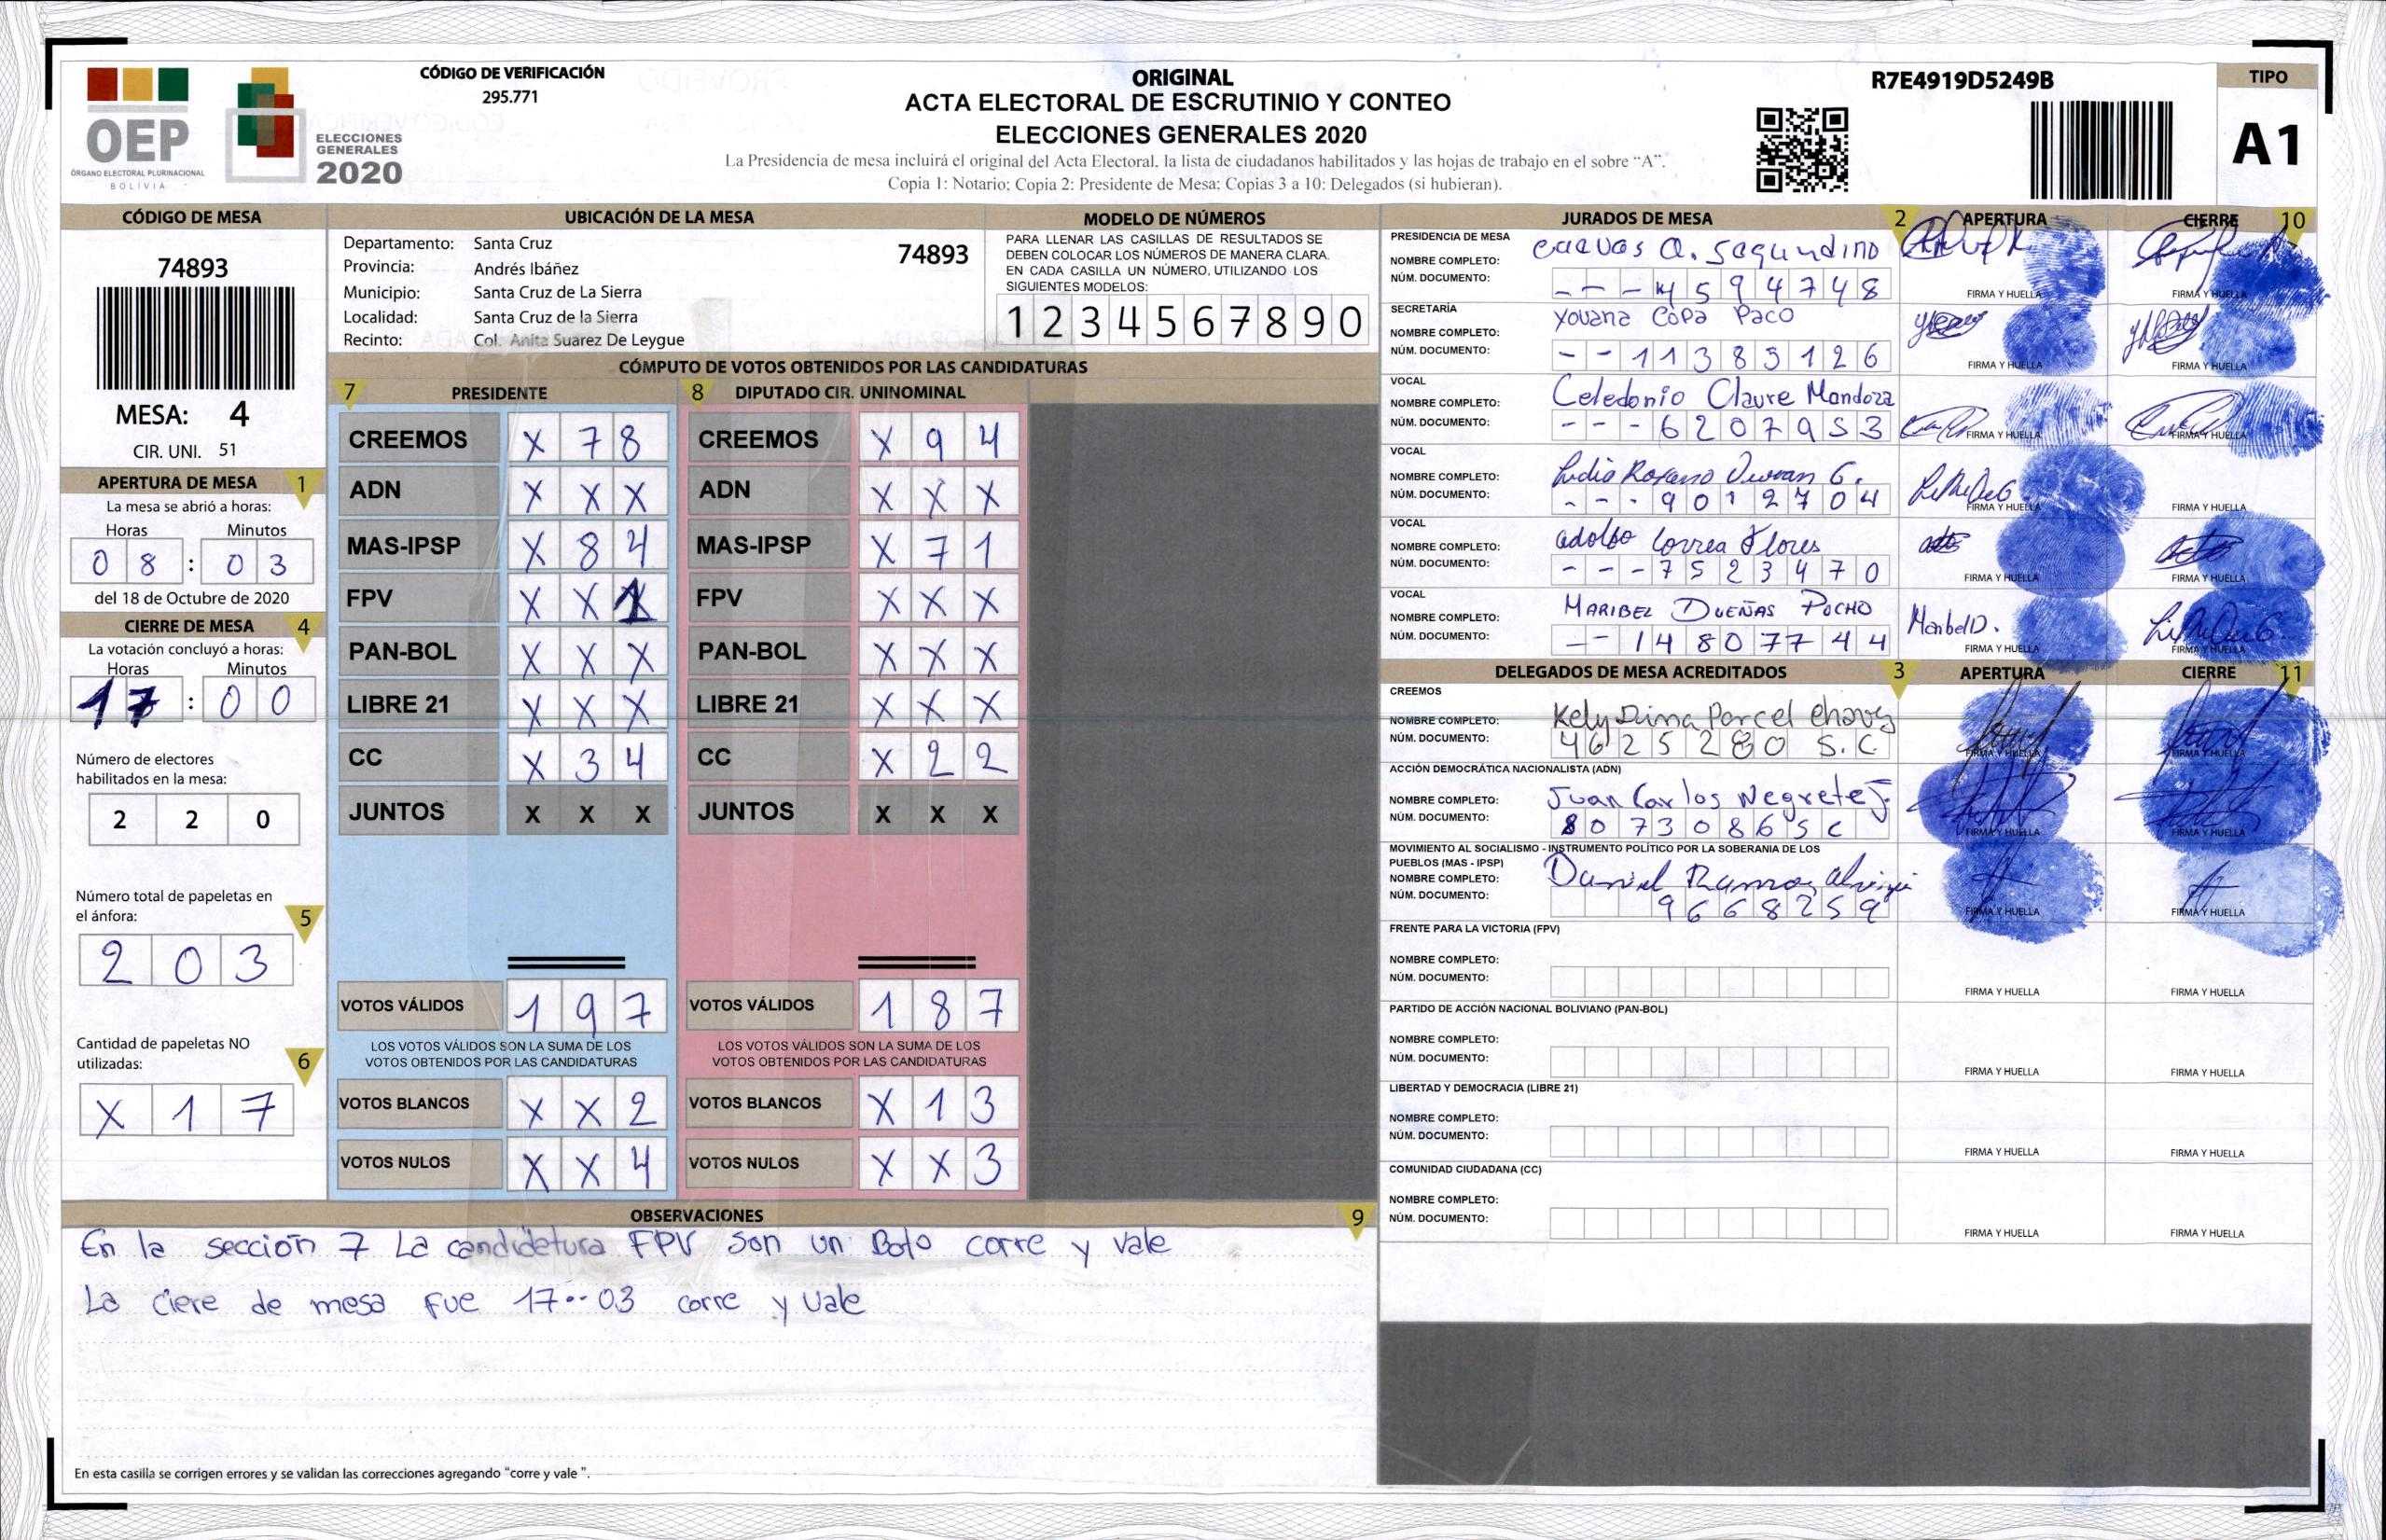 CÓDIGO DE VERIFICACIÓN
295.771
OEP
ÓRGANO ELECTORAL PLURINACIONAL
BOLIVIA
ELECCIONES
GENERALES
2020
ORIGINAL
ACTA ELECTORAL DE ESCRUTINIO Y CONTEO
ELECCIONES GENERALES 2020
La Presidencia de mesa incluirá el original del Acta Electoral, la lista de ciudadanos habilitados y las hojas de trabajo en el sobre “A”.
Copia 1: Notario; Copia 2: Presidente de Mesa; Copias 3 a 10: Delegados (si hubieran).
R7E4919D5249B
TIPO
A1
CÓDIGO DE MESA
74893
MESA: 4
CIR. UNI. 51
APERTURA DE MESA 1
La mesa se abrió a horas:
Horas Minutos
0 8 : 0 3
del 18 de Octubre de 2020
CIERRE DE MESA 4
La votación concluyó a horas:
Horas Minutos
1 7 : 0 0
Número de electores
habilitados en la mesa:
2 2 0
Número total de papeletas en
el ánfora: 5
2 0 3
Cantidad de papeletas NO
utilizadas: 6
X 1 7
UBICACIÓN DE LA MESA
Departamento: Santa Cruz 74893
Provincia: Andrés Ibáñez
Municipio: Santa Cruz de La Sierra
Localidad: Santa Cruz de la Sierra
Recinto: Col. Anita Suarez De Leygue
MODELO DE NÚMEROS
PARA LLENAR LAS CASILLAS DE RESULTADOS SE
DEBEN COLOCAR LOS NÚMEROS DE MANERA CLARA.
EN CADA CASILLA UN NÚMERO, UTILIZANDO LOS
SIGUIENTES MODELOS:
1 2 3 4 5 6 7 8 9 0
CÓMPUTO DE VOTOS OBTENIDOS POR LAS CANDIDATURAS
7 PRESIDENTE 8 DIPUTADO CIR. UNINOMINAL
CREEMOS X 7 8 CREEMOS X 9 4
ADN X X X ADN X X X
MAS-IPSP X 8 4 MAS-IPSP X 7 1
FPV X X 1 FPV X X X
PAN-BOL X X X PAN-BOL X X X
LIBRE 21 X X X LIBRE 21 X X X
CC X 3 4 CC X 2 2
JUNTOS X X X JUNTOS X X X
VOTOS VÁLIDOS 1 9 7 VOTOS VÁLIDOS 1 8 7
LOS VOTOS VÁLIDOS SON LA SUMA DE LOS LOS VOTOS VÁLIDOS SON LA SUMA DE LOS
VOTOS OBTENIDOS POR LAS CANDIDATURAS VOTOS OBTENIDOS POR LAS CANDIDATURAS
VOTOS BLANCOS X X 2 VOTOS BLANCOS X 1 3
VOTOS NULOS X X 4 VOTOS NULOS X X 3
OBSERVACIONES 9
En la sección 7 La candidetura FPV son un Boto corre y vale
La ciere de mesa fue 17··03 corre y vale
En esta casilla se corrigen errores y se validan las correcciones agregando “corre y vale ”.
JURADOS DE MESA 2 APERTURA CIERRE 10
PRESIDENCIA DE MESA
NOMBRE COMPLETO: cuevas Q. Segundino
NÚM. DOCUMENTO: - - - 4 5 9 4 7 4 8
FIRMA Y HUELLA FIRMA Y HUELLA
SECRETARÍA
NOMBRE COMPLETO: Yovana Copa Paco
NÚM. DOCUMENTO: - - 1 1 3 8 3 1 2 6
FIRMA Y HUELLA FIRMA Y HUELLA
VOCAL
NOMBRE COMPLETO: Celedonio Claure Mendoza
NÚM. DOCUMENTO: - - - 6 2 0 7 9 5 3
FIRMA Y HUELLA FIRMA Y HUELLA
VOCAL
NOMBRE COMPLETO: Lidia G.
NÚM. DOCUMENTO: - - - 9 0 1 2 7 0 4
FIRMA Y HUELLA FIRMA Y HUELLA
VOCAL
NOMBRE COMPLETO: adolfo Correa Flores
NÚM. DOCUMENTO: - - - 7 5 2 3 4 7 0
FIRMA Y HUELLA FIRMA Y HUELLA
VOCAL
NOMBRE COMPLETO: MARIBEL DUEÑAS POCHO
NÚM. DOCUMENTO: - - 1 4 8 0 7 7 4 4
MaribelD.
FIRMA Y HUELLA FIRMA Y HUELLA
DELEGADOS DE MESA ACREDITADOS 3 APERTURA CIERRE 11
CREEMOS
NOMBRE COMPLETO: Kely Dima Porcel Chavez
NÚM. DOCUMENTO: 4 6 2 5 2 8 0 S. C
FIRMA Y HUELLA FIRMA Y HUELLA
ACCIÓN DEMOCRÁTICA NACIONALISTA (ADN)
NOMBRE COMPLETO: Juan Carlos Negrete J.
NÚM. DOCUMENTO: 8 0 7 3 0 8 6 S C
FIRMA Y HUELLA FIRMA Y HUELLA
MOVIMIENTO AL SOCIALISMO - INSTRUMENTO POLÍTICO POR LA SOBERANIA DE LOS
PUEBLOS (MAS - IPSP)
NOMBRE COMPLETO: Daniel Ramos
NÚM. DOCUMENTO: 9 6 6 8 2 5 9
FIRMA Y HUELLA FIRMA Y HUELLA
FRENTE PARA LA VICTORIA (FPV)
NOMBRE COMPLETO:
NÚM. DOCUMENTO:
FIRMA Y HUELLA FIRMA Y HUELLA
PARTIDO DE ACCIÓN NACIONAL BOLIVIANO (PAN-BOL)
NOMBRE COMPLETO:
NÚM. DOCUMENTO:
FIRMA Y HUELLA FIRMA Y HUELLA
LIBERTAD Y DEMOCRACIA (LIBRE 21)
NOMBRE COMPLETO:
NÚM. DOCUMENTO:
FIRMA Y HUELLA FIRMA Y HUELLA
COMUNIDAD CIUDADANA (CC)
NOMBRE COMPLETO:
NÚM. DOCUMENTO:
FIRMA Y HUELLA FIRMA Y HUELLA